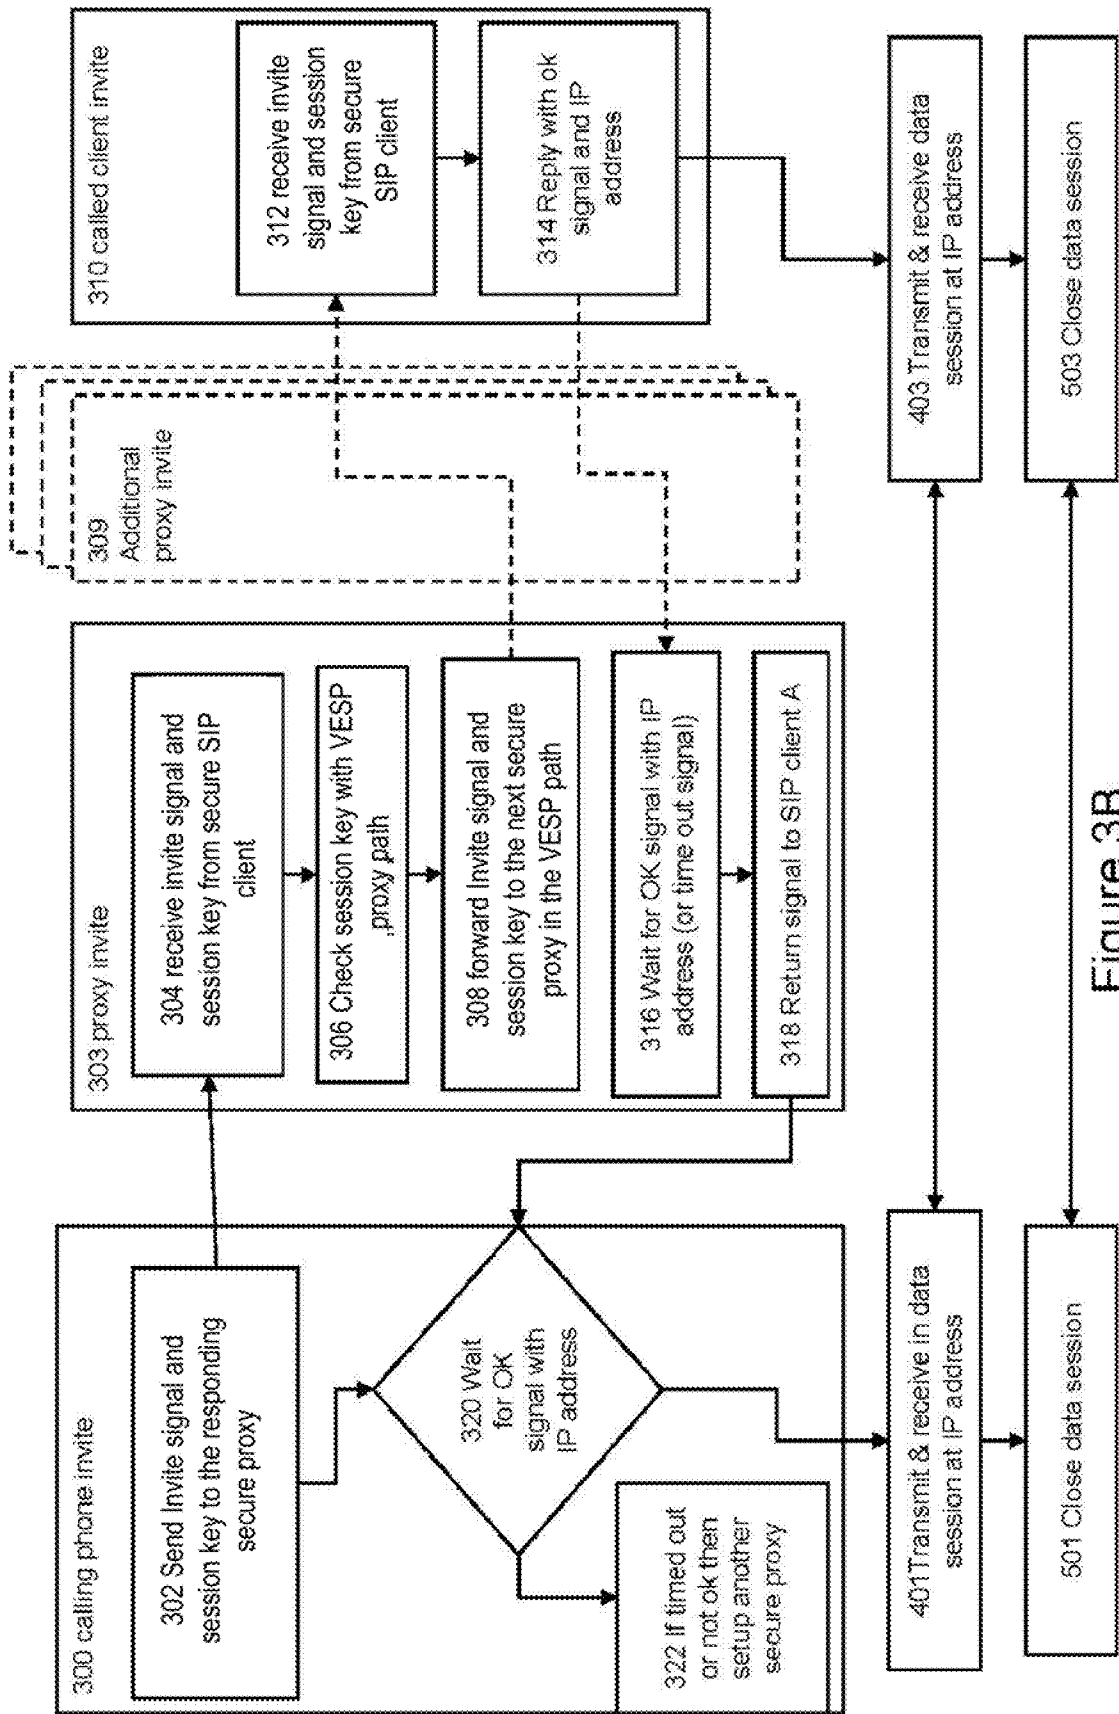 300 calling phone invite
302 Send Invite signal and
session key to the responding
secure proxy
320 Wait
for OK
signal with
IP address
322 If timed out
or not ok then
setup another
secure proxy
401Transmit & receive in data
session at IP address
501 Close data session
303 proxy invite
304 receive invite signal and
session key from secure SIP
client
306 Check session key with VESP
proxy path
308 forward Invite signal and
session key to the next secure
proxy in the VESP path
316 Wait for OK signal with IP
address (or time out signal)
318 Return signal to SIP client A
309
Additional
proxy invite
310 called client invite
312 receive invite
signal and session
key from secure
SIP client
314 Reply with ok
signal and IP
address
403 Transmit & receive data
session at IP address
503 Close data session
Figure 3B